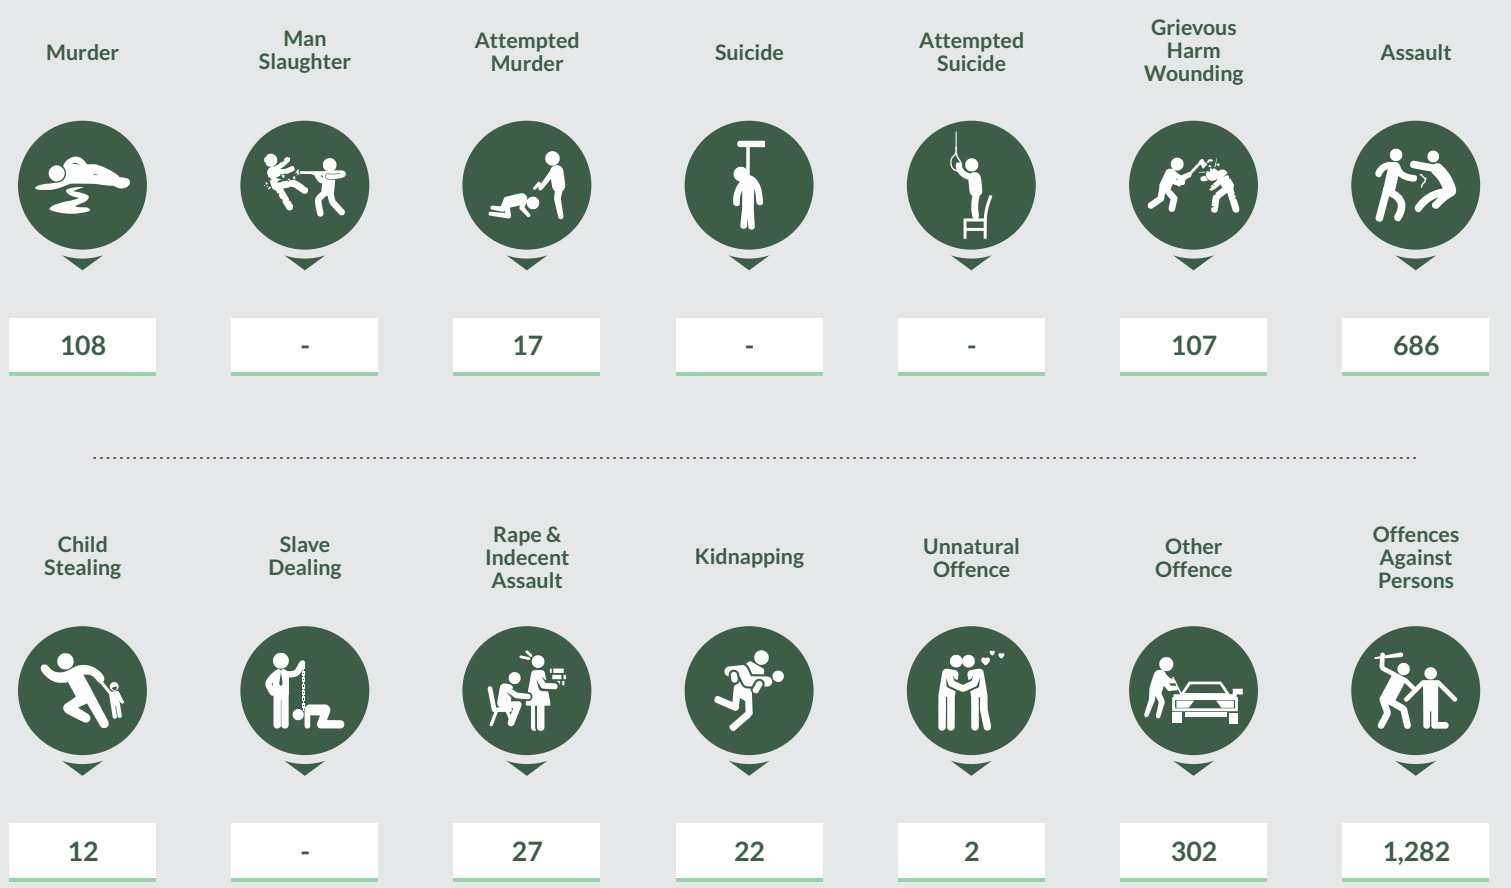 Murder
Man
Slaughter
Attempted
Murder
Suicide
Attempted
Suicide
Grievous
Harm
Wounding
Assault
108
-
17
-
-
107
686
Child
Stealing
Slave
Dealing
Rape &
Indecent
Assault
Kidnapping
Unnatural
Offence
Other
Offence
Offences
Against
Persons
12
-
27
22
2
302
1,282